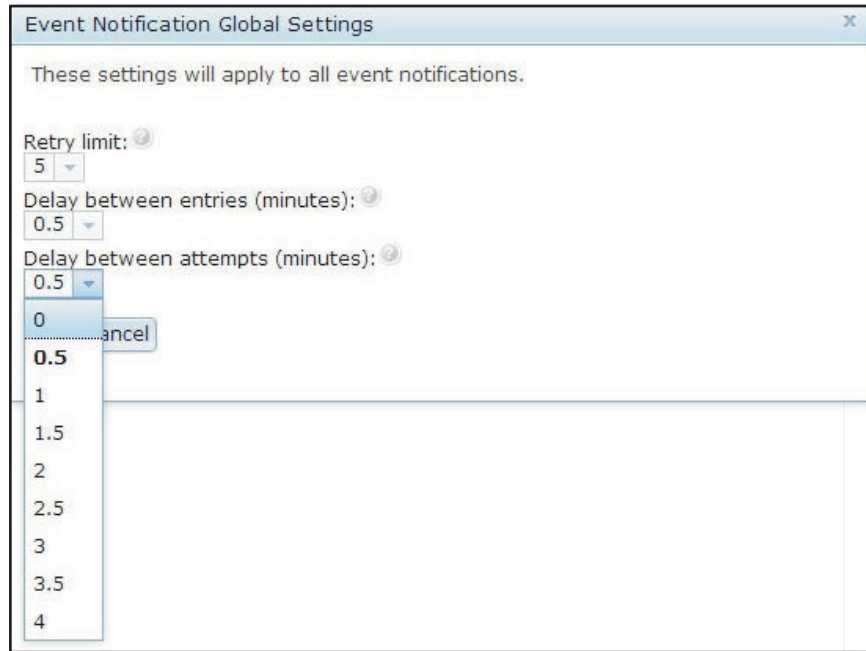 Event Notification Global Settings
x
These settings will apply to all event notifications.
Retry limit: ?
5
Delay between entries (minutes): ?
0.5
Delay between attempts (minutes): ?
0.5
0
ancel
0.5
1
1.5
2
2.5
3
3.5
4